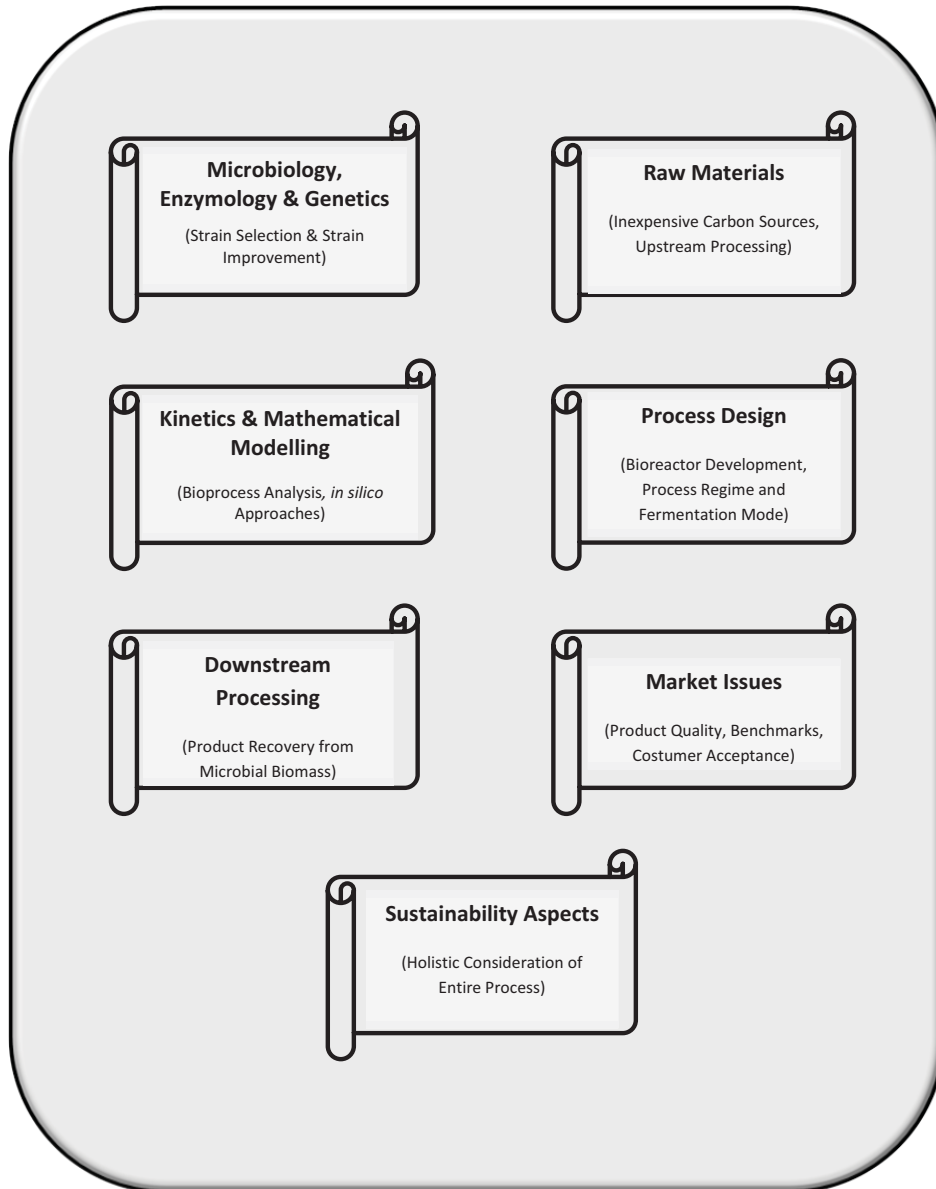 Microbiology,
Enzymology & Genetics
(Strain Selection & Strain
Improvement)
Raw Materials
(Inexpensive Carbon Sources,
Upstream Processing)
Kinetics & Mathematical
Modelling
(Bioprocess Analysis, in silico
Approaches)
Process Design
(Bioreactor Development,
Process Regime and
Fermentation Mode)
Downstream
Processing
(Product Recovery from
Microbial Biomass)
Market Issues
(Product Quality, Benchmarks,
Costumer Acceptance)
Sustainability Aspects
(Holistic Consideration of
Entire Process)